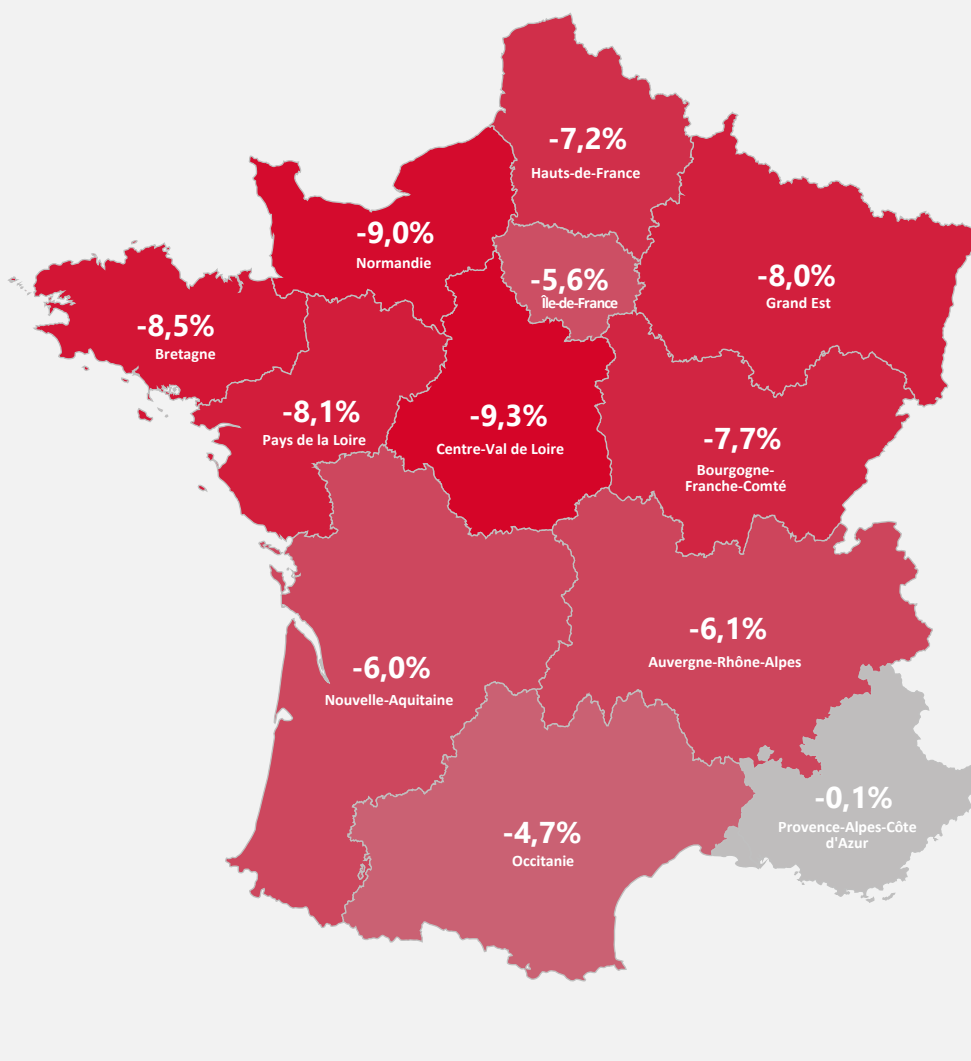 -7,2%
Hauts-de-France
-9,0%
Normandie
-5,6%
Île-de-France
-8,0%
Grand Est
-8,5%
Bretagne
-8,1%
Pays de la Loire
-9,3%
Centre-Val de Loire
-7,7%
Bourgogne-
Franche-Comté
-6,1%
Auvergne-Rhône-Alpes
-6,0%
Nouvelle-Aquitaine
-0,1%
Provence-Alpes-Côte
d'Azur
-4,7%
Occitanie